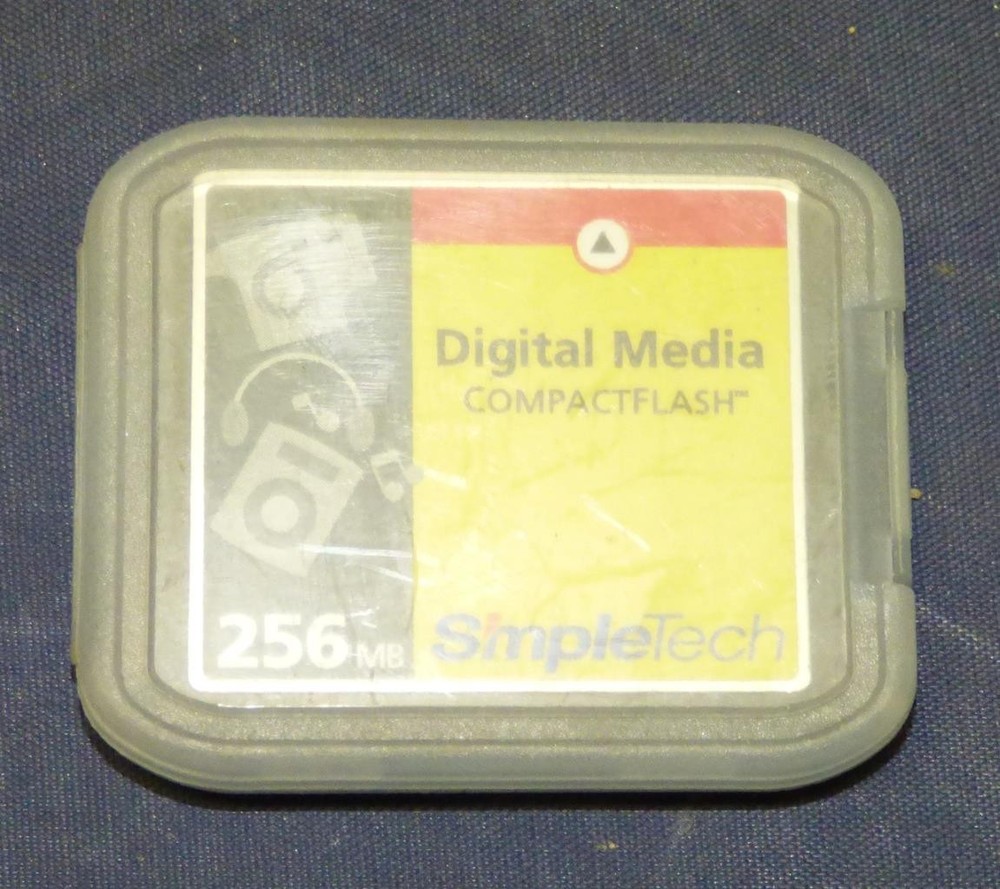 Digital Media
COMPACTFLASH™
256MB
SimpleTech